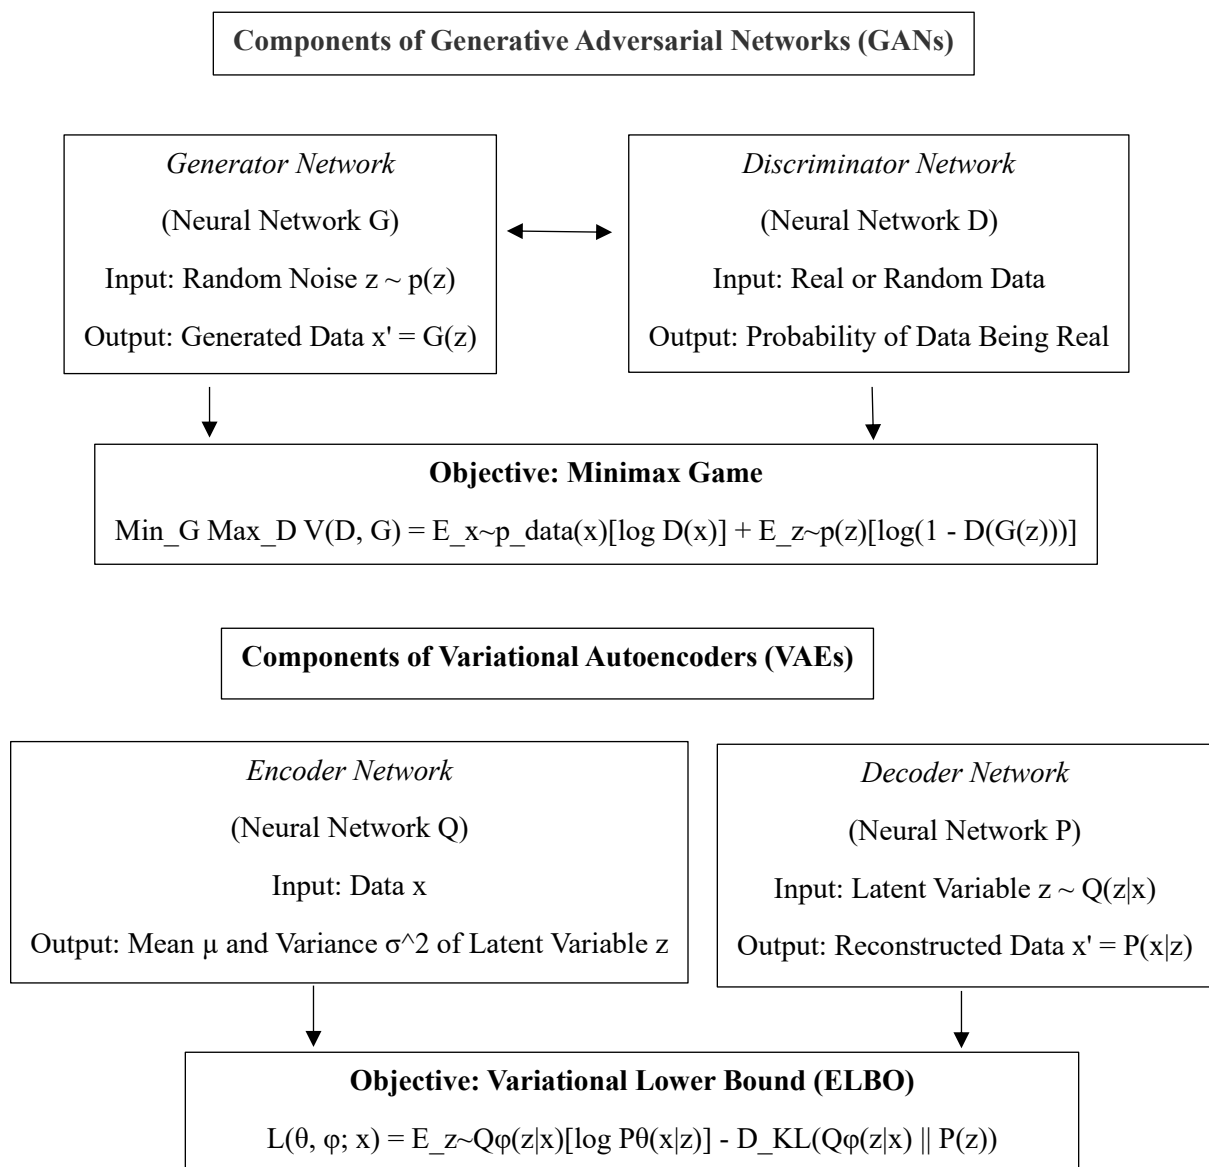 Components of Generative Adversarial Networks (GANs)
Generator Network
(Neural Network G)
Input: Random Noise z ~ p(z)
Output: Generated Data x' = G(z)
Discriminator Network
(Neural Network D)
Input: Real or Random Data
Output: Probability of Data Being Real
Objective: Minimax Game
Min_G Max_D V(D, G) = E_x~p_data(x)[log D(x)] + E_z~p(z)[log(1 - D(G(z)))]
Components of Variational Autoencoders (VAEs)
Encoder Network
(Neural Network Q)
Input: Data x
Output: Mean μ and Variance σ^2 of Latent Variable z
Decoder Network
(Neural Network P)
Input: Latent Variable z ~ Q(z|x)
Output: Reconstructed Data x' = P(x|z)
Objective: Variational Lower Bound (ELBO)
L(θ, φ; x) = E_z~Qφ(z|x)[log Pθ(x|z)] - D_KL(Qφ(z|x) || P(z))